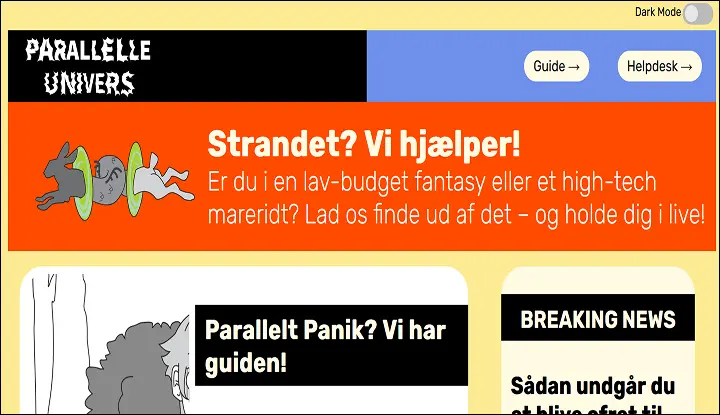 Dark Mode
PARALLELLE
UNIVERS
Guide →
Helpdesk →
Strandet? Vi hjælper!
Er du i en lav-budget fantasy eller et high-tech
mareridt? Lad os finde ud af det – og holde dig i live!
Parallelt Panik? Vi har
guiden!
BREAKING NEWS
Sådan undgår du
at blive ofret til